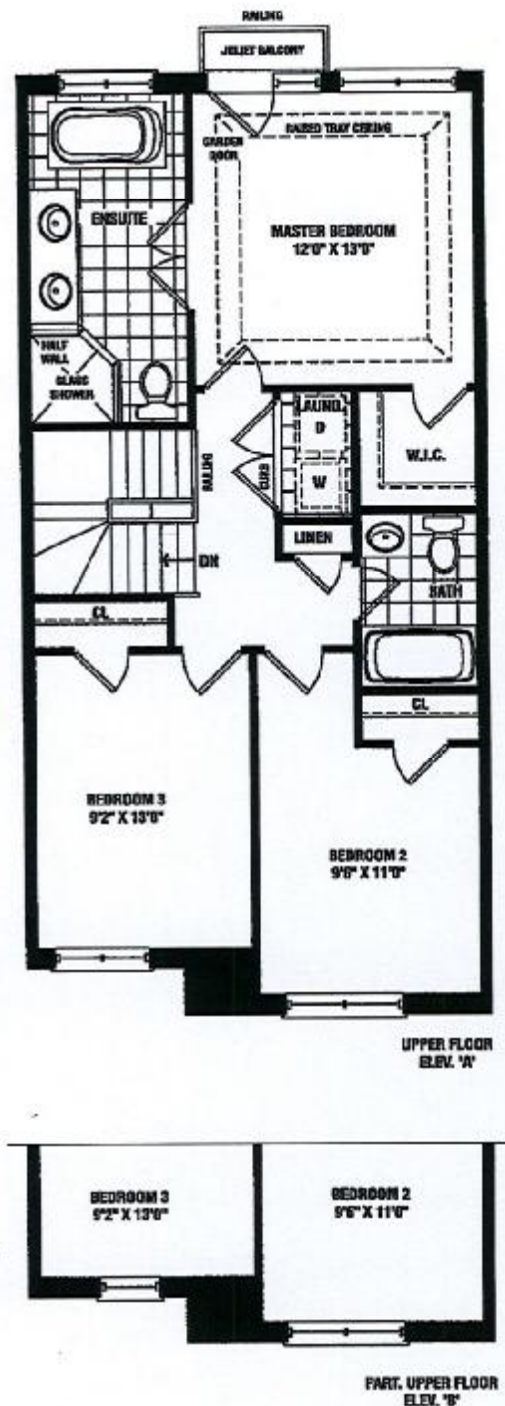 RAILING
JULIET BALCONY
GARDEN
DOOR
RAISED TRAY CEILING
ENSUITE
MASTER BEDROOM
12'0" X 13'0"
HALF
WALL
GLASS
SHOWER
RAILING
CURB
LAUND.
D
W
W.I.C.
LINEN
DN
BATH
CL
CL
BEDROOM 3
9'2" X 13'0"
BEDROOM 2
9'6" X 11'0"
UPPER FLOOR
ELEV. 'A'
BEDROOM 3
9'2" X 13'0"
BEDROOM 2
9'6" X 11'0"
PART. UPPER FLOOR
ELEV. 'B'